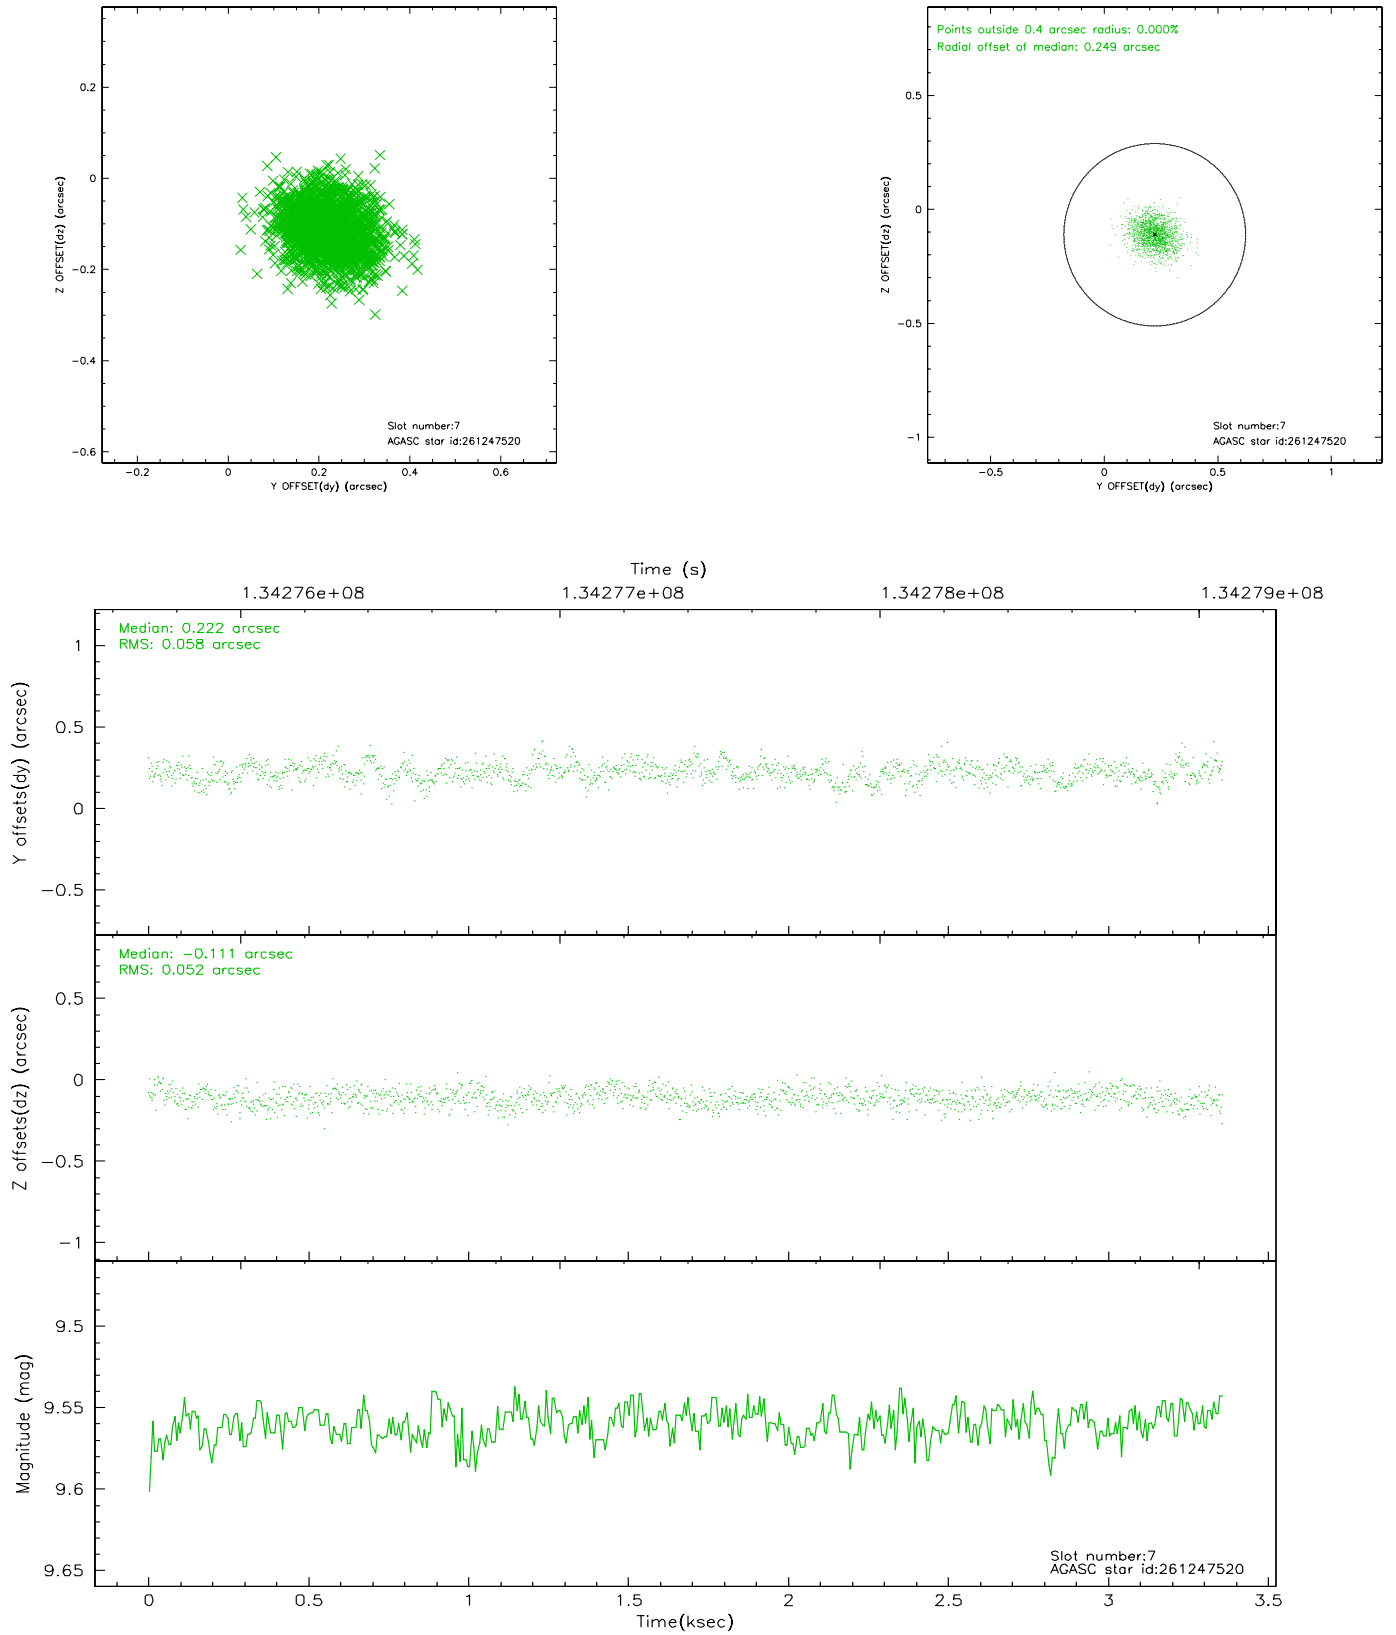 0.2
0
−0.2
−0.4
−0.6
Z OFFSET(dz) (arcsec)
Slot number:7
AGASC star id:261247520
−0.2 0 0.2 0.4 0.6
Y OFFSET(dy) (arcsec)
Points outside 0.4 arcsec radius: 0.000%
Radial offset of median: 0.249 arcsec
0.5
0
−0.5
−1
Z OFFSET(dz) (arcsec)
Slot number:7
AGASC star id:261247520
−0.5 0 0.5 1
Y OFFSET(dy) (arcsec)
Time (s)
1.34276e+08 1.34277e+08 1.34278e+08 1.34279e+08
Median: 0.222 arcsec
RMS: 0.058 arcsec
1
0.5
0
−0.5
Y offsets(dy) (arcsec)
Median: −0.111 arcsec
RMS: 0.052 arcsec
0.5
0
−0.5
−1
Z offsets(dz) (arcsec)
9.5
9.55
9.6
9.65
Magnitude (mag)
Slot number:7
AGASC star id:261247520
0 0.5 1 1.5 2 2.5 3 3.5
Time(ksec)